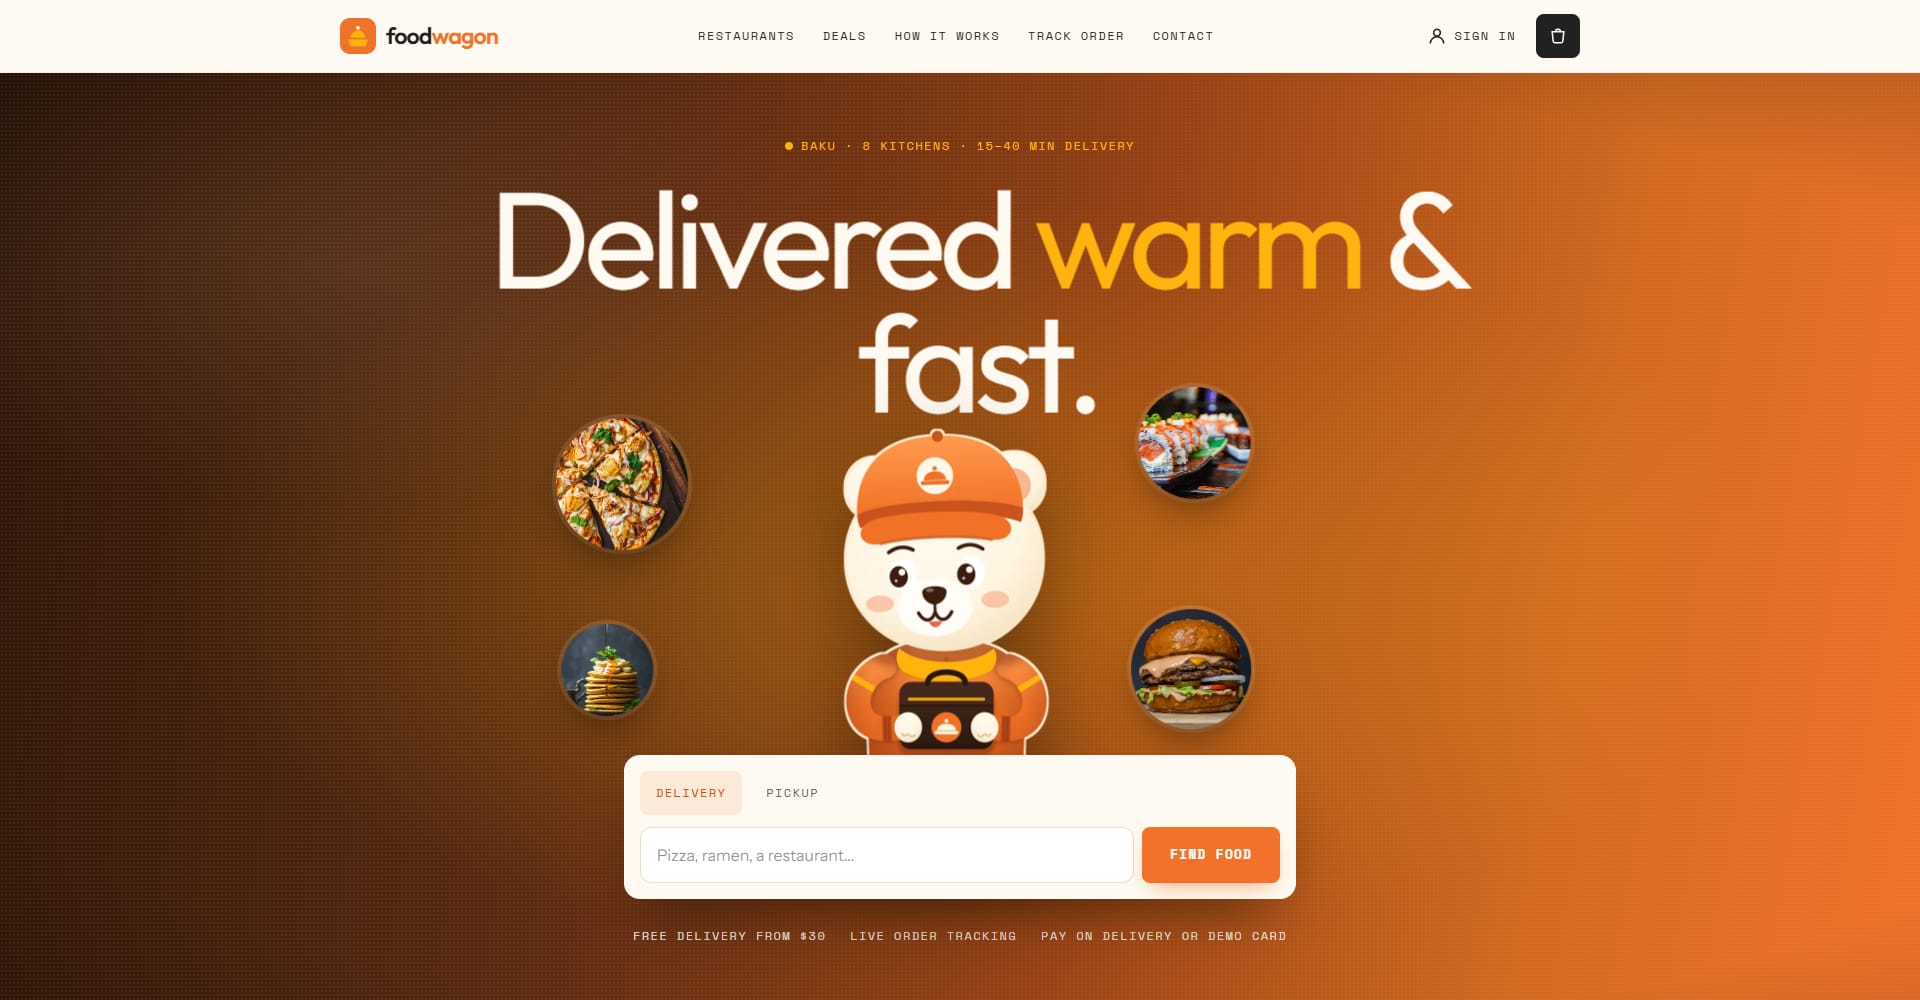 foodwagon
RESTAURANTS DEALS HOW IT WORKS TRACK ORDER CONTACT
SIGN IN
BAKU · 8 KITCHENS · 15–40 MIN DELIVERY
Delivered warm &
fast.
DELIVERY PICKUP
Pizza, ramen, a restaurant...
FIND FOOD
FREE DELIVERY FROM $30 LIVE ORDER TRACKING PAY ON DELIVERY OR DEMO CARD